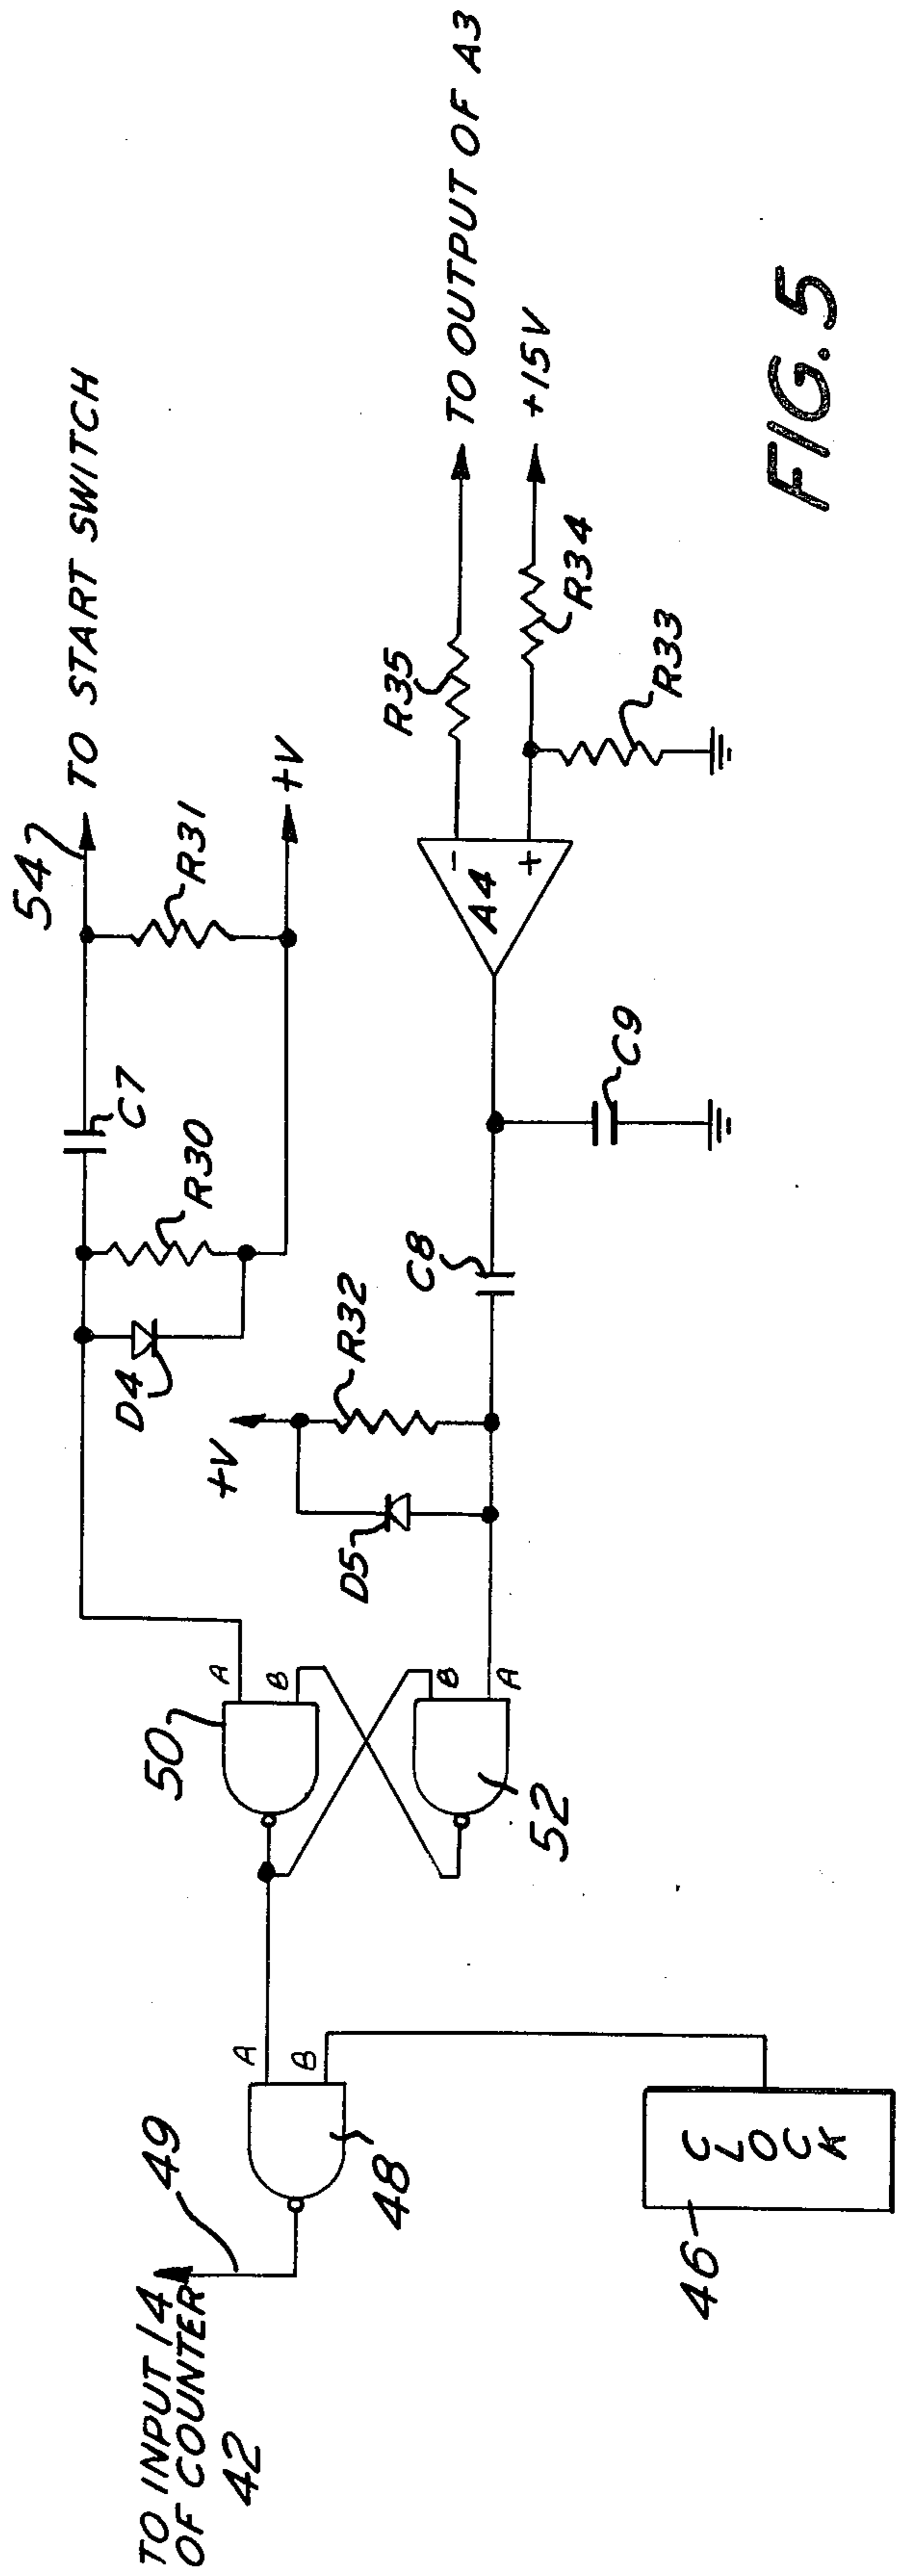 54
TO START SWITCH
C7
R31
R30
D4
+V
+V
R32
D5
C8
R35
TO OUTPUT OF A3
+15V
R34
R33
A4
-
+
C9
50
A
B
B
A
52
A
B
48
49
TO INPUT 14
OF COUNTER
42
46
CLOCK
FIG. 5